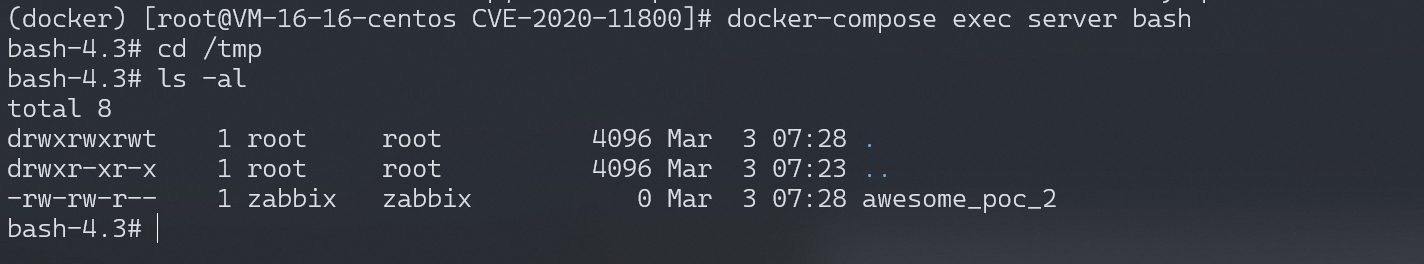 (docker) [root@VM-16-16-centos CVE-2020-11800]# docker-compose exec server bash
bash-4.3# cd /tmp
bash-4.3# ls -al
total 8
drwxrwxrwt    1 root     root          4096 Mar  3 07:28 .
drwxr-xr-x    1 root     root          4096 Mar  3 07:23 ..
-rw-rw-r--    1 zabbix   zabbix           0 Mar  3 07:28 awesome_poc_2
bash-4.3#